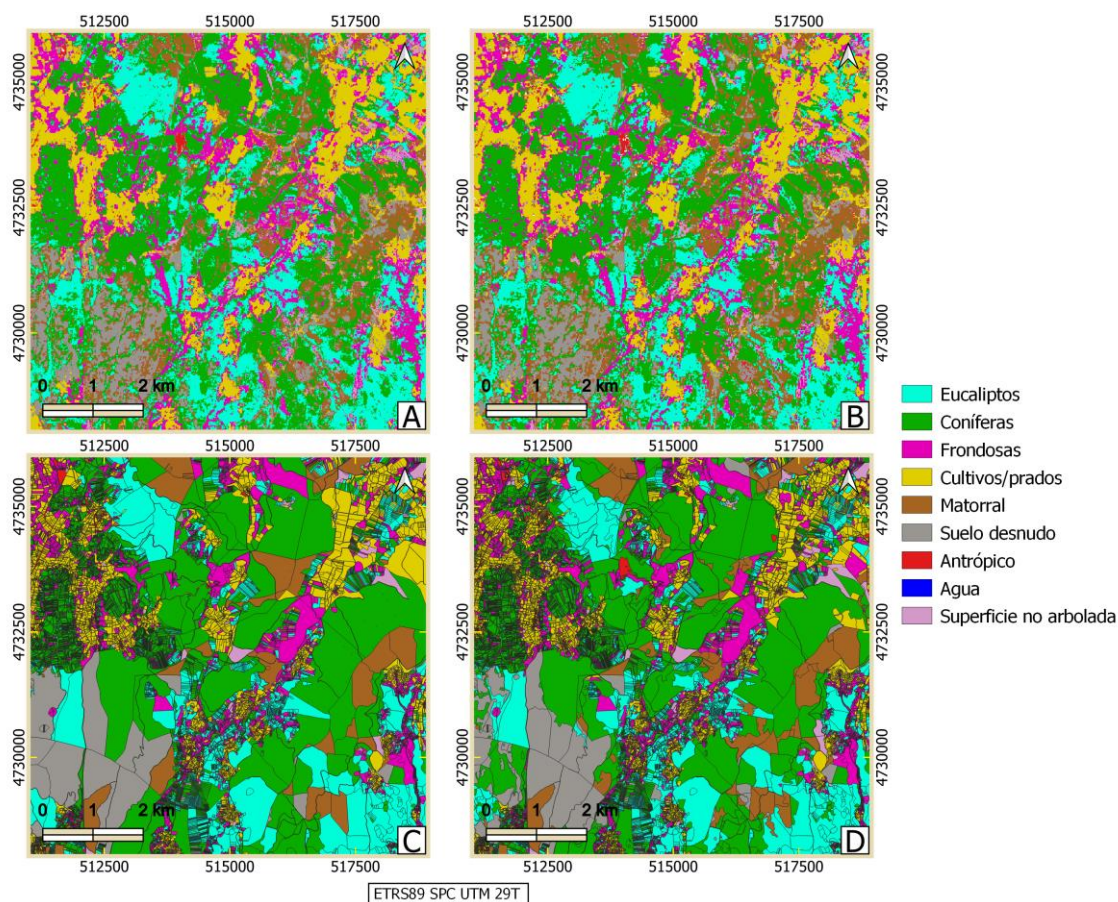 512500 515000 517500 512500 515000 517500
4735000 4735000
4732500 4732500
4730000 4730000
0 1 2 km 0 1 2 km
A B
512500 515000 517500 512500 515000 517500
Eucaliptos
Coníferas
Frondosas
Cultivos/prados
Matorral
Suelo desnudo
Antrópico
Agua
Superficie no arbolada
4735000 4735000
4732500 4732500
4730000 4730000
0 1 2 km 0 1 2 km
C D
512500 515000 517500 512500 515000 517500
ETRS89 SPC UTM 29T